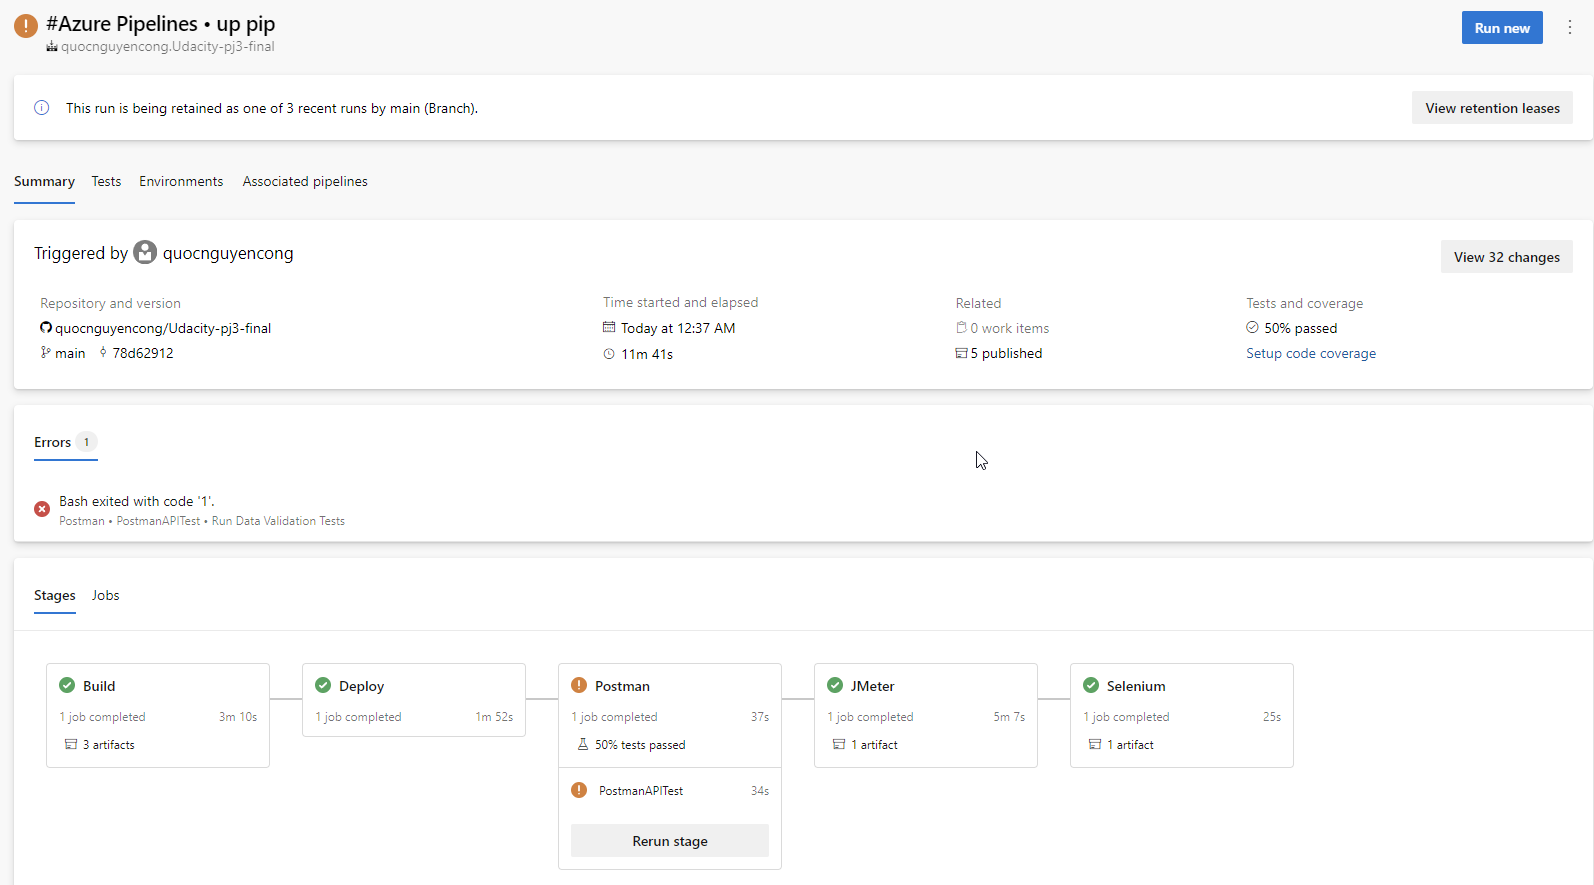 #Azure Pipelines • up pip
quocnguyencong.Udacity-pj3-final
Run new
This run is being retained as one of 3 recent runs by main (Branch).
View retention leases
Summary Tests Environments Associated pipelines
Triggered by quocnguyencong
View 32 changes
Repository and version
quocnguyencong/Udacity-pj3-final
main 78d62912
Time started and elapsed
Today at 12:37 AM
11m 41s
Related
0 work items
5 published
Tests and coverage
50% passed
Setup code coverage
Errors 1
Bash exited with code '1'.
Postman • PostmanAPITest • Run Data Validation Tests
Stages Jobs
Build
1 job completed 3m 10s
3 artifacts
Deploy
1 job completed 1m 52s
Postman
1 job completed 37s
50% tests passed
PostmanAPITest 34s
Rerun stage
JMeter
1 job completed 5m 7s
1 artifact
Selenium
1 job completed 25s
1 artifact